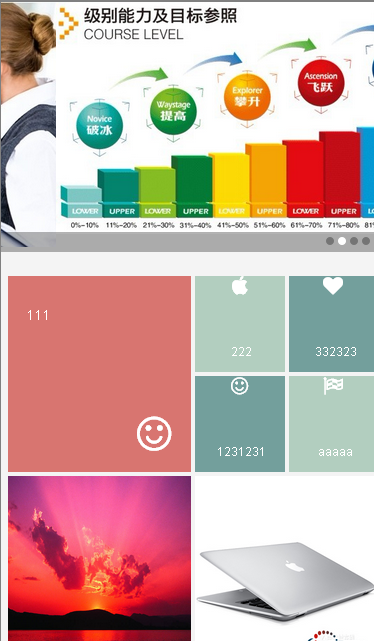 级别能力及目标参照
COURSE LEVEL
Novice
破冰
Waystage
提高
Explorer
攀升
Ascension
飞跃
LOWER UPPER LOWER UPPER LOWER UPPER LOWER UPPER
0%~10% 11%~20% 21%~30% 31%~40% 41%~50% 51%~60% 61%~70% 71%~80% 81%
111
222
332323
1231231
aaaaa